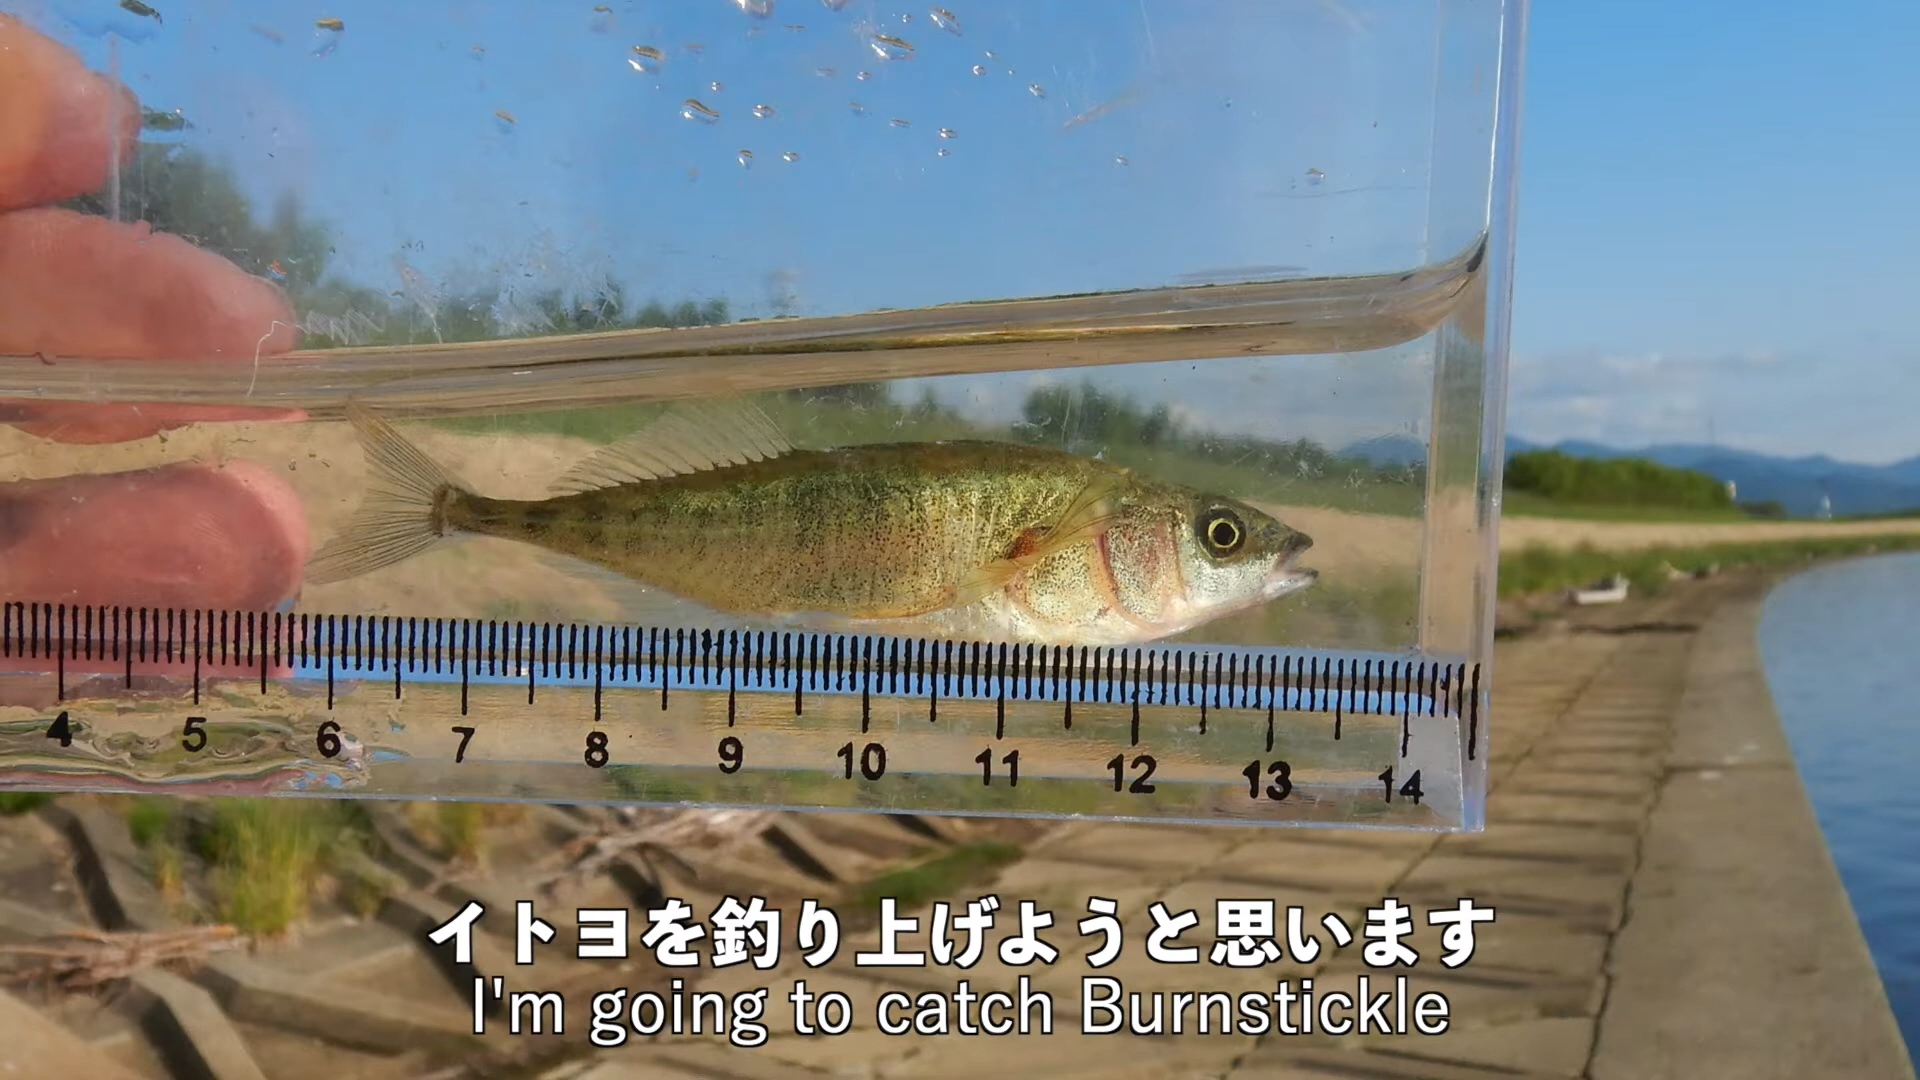 4 5 6 7 8 9 10 11 12 13 14
イトヨを釣り上げようと思います
I'm going to catch Burnstickle